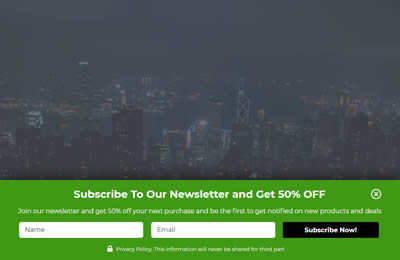 Subscribe To Our Newsletter and Get 50% OFF
Join our newsletter and get 50% off your next purchase and be the first to get notified on new products and deals
Name
Email
Subscribe Now!
Privacy Policy. This information will never be shared for third part